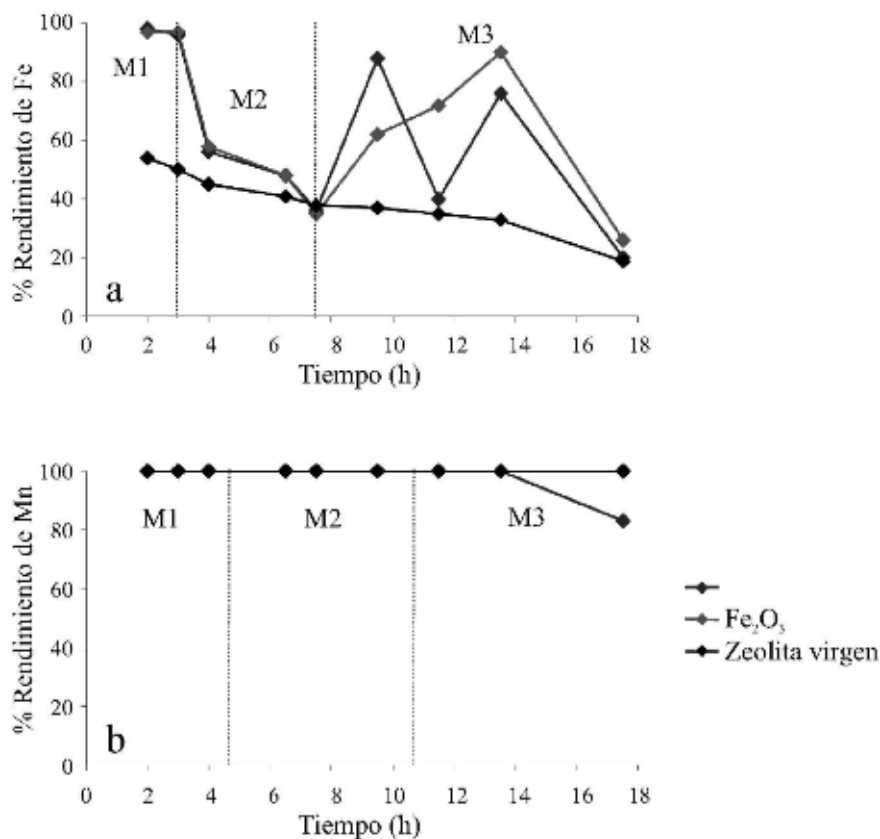 100
80
60
40
20
0
% Rendimiento de Fe
M1
M2
M3
a
0 2 4 6 8 10 12 14 16 18
Tiempo (h)
100
80
60
40
20
0
% Rendimiento de Mn
M1
M2
M3
b
0 2 4 6 8 10 12 14 16 18
Tiempo (h)
Fe₂O₃
Zeolita virgen